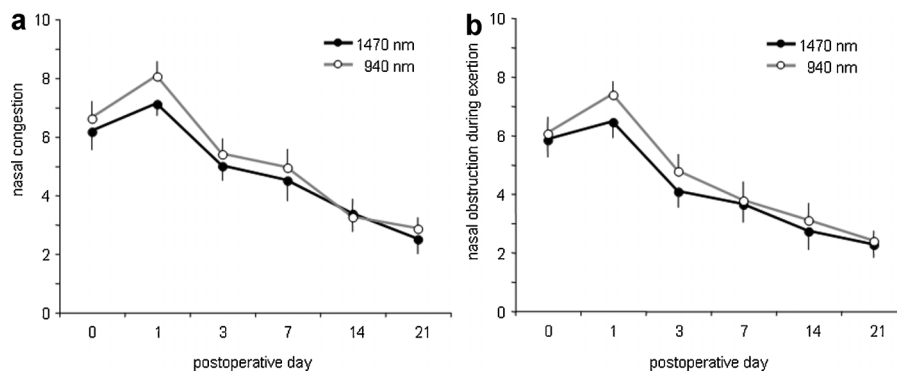 a
10
8
6
4
2
0
nasal congestion
1470 nm
940 nm
0 1 3 7 14 21
postoperative day
b
10
8
6
4
2
0
nasal obstruction during exertion
1470 nm
940 nm
0 1 3 7 14 21
postoperative day